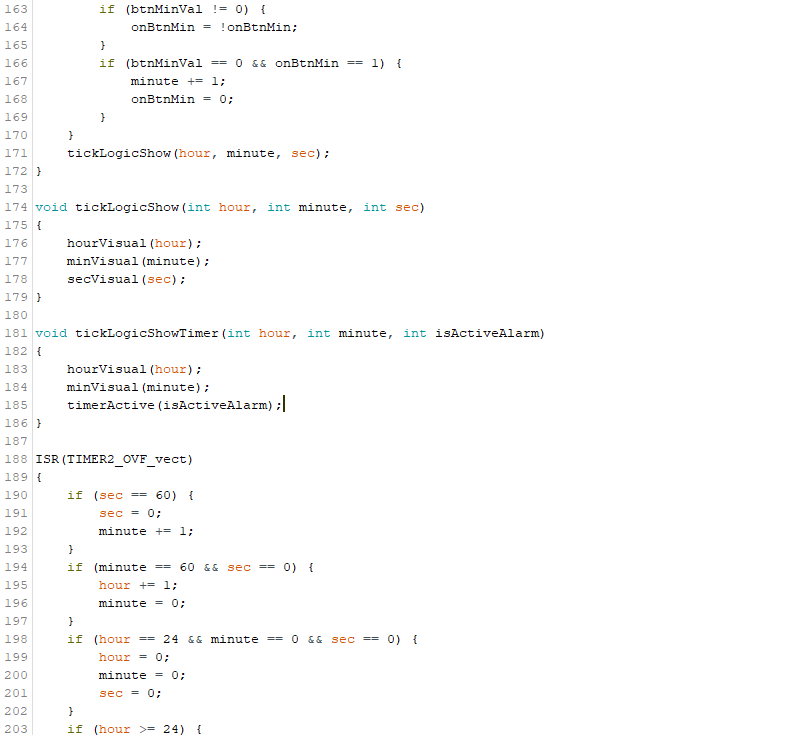 163         if (btnMinVal != 0) {
164             onBtnMin = !onBtnMin;
165         }
166         if (btnMinVal == 0 && onBtnMin == 1) {
167             minute += 1;
168             onBtnMin = 0;
169         }
170     }
171     tickLogicShow(hour, minute, sec);
172 }
173
174 void tickLogicShow(int hour, int minute, int sec)
175 {
176     hourVisual(hour);
177     minVisual(minute);
178     secVisual(sec);
179 }
180
181 void tickLogicShowTimer(int hour, int minute, int isActiveAlarm)
182 {
183     hourVisual(hour);
184     minVisual(minute);
185     timerActive(isActiveAlarm);
186 }
187
188 ISR(TIMER2_OVF_vect)
189 {
190     if (sec == 60) {
191         sec = 0;
192         minute += 1;
193     }
194     if (minute == 60 && sec == 0) {
195         hour += 1;
196         minute = 0;
197     }
198     if (hour == 24 && minute == 0 && sec == 0) {
199         hour = 0;
200         minute = 0;
201         sec = 0;
202     }
203     if (hour >= 24) {